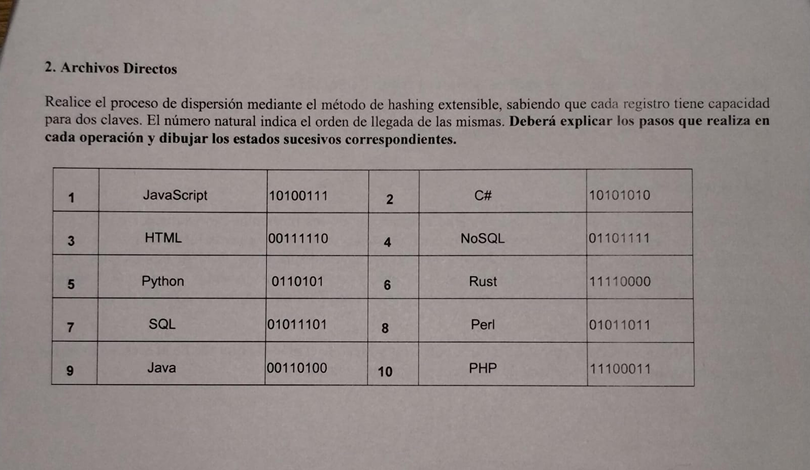 2. Archivos Directos
Realice el proceso de dispersión mediante el método de hashing extensible, sabiendo que cada registro tiene capacidad
para dos claves. El número natural indica el orden de llegada de las mismas. Deberá explicar los pasos que realiza en
cada operación y dibujar los estados sucesivos correspondientes.
1 JavaScript 10100111 2 C# 10101010
3 HTML 00111110 4 NoSQL 01101111
5 Python 0110101 6 Rust 11110000
7 SQL 01011101 8 Perl 01011011
9 Java 00110100 10 PHP 11100011